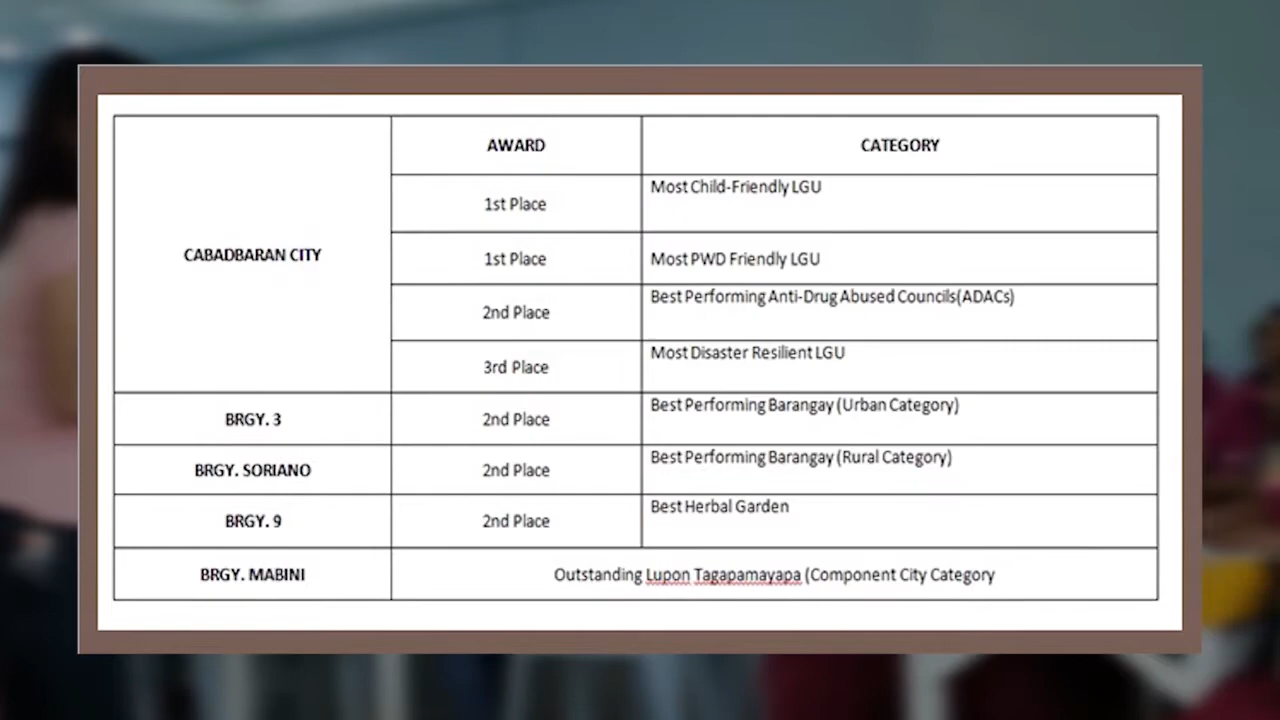 AWARD CATEGORY
CABADBARAN CITY
1st Place Most Child-Friendly LGU
1st Place Most PWD Friendly LGU
2nd Place Best Performing Anti-Drug Abused Councils(ADACs)
3rd Place Most Disaster Resilient LGU
BRGY. 3 2nd Place Best Performing Barangay (Urban Category)
BRGY. SORIANO 2nd Place Best Performing Barangay (Rural Category)
BRGY. 9 2nd Place Best Herbal Garden
BRGY. MABINI Outstanding Lupon Tagapamayapa (Component City Category